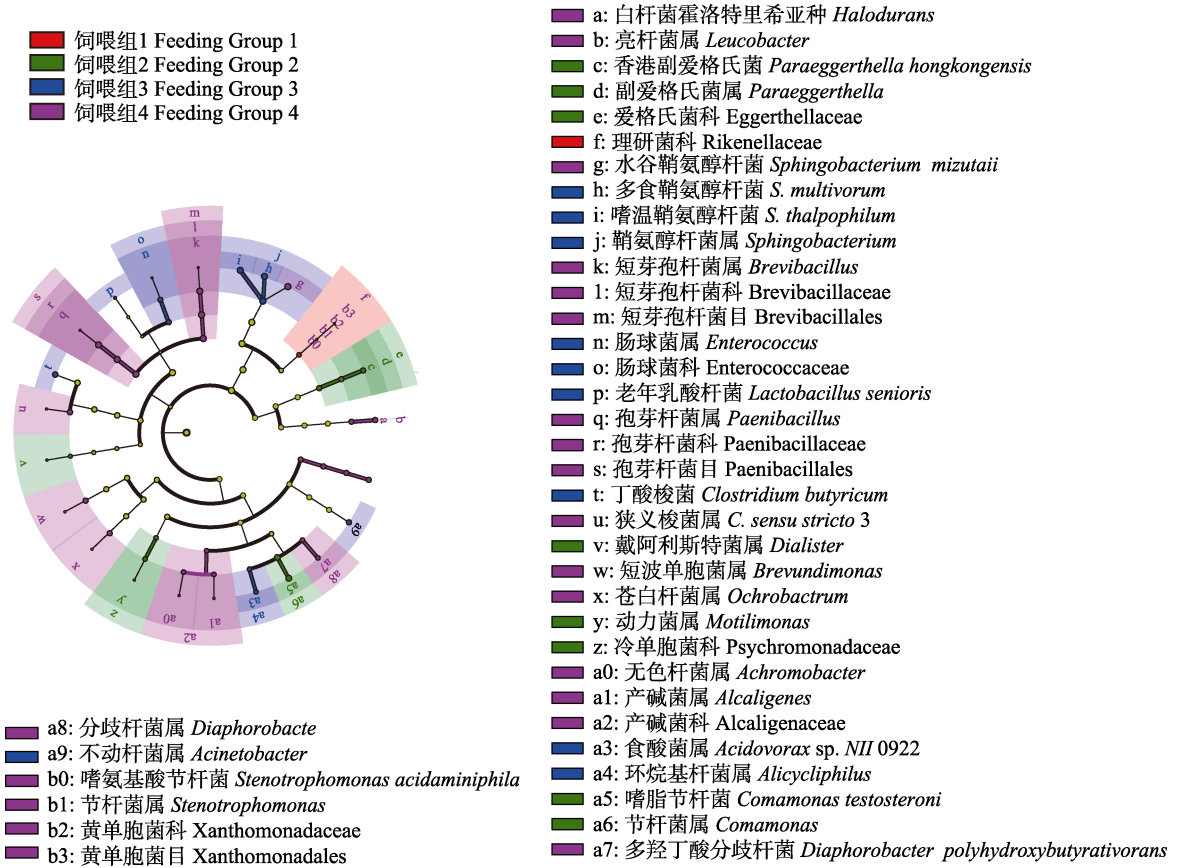 饲喂组1 Feeding Group 1
饲喂组2 Feeding Group 2
饲喂组3 Feeding Group 3
饲喂组4 Feeding Group 4
m
l
k
o
n
j
i
h
g
p
f
b3
b2
b1
b0
s
r
q
e
d
c
t
b
a
u
v
w
x
a9
a7
a8
y
z
a0
a1
a2
a3
a4
a5
a6
a: 白杆菌霍洛特里希亚种 Halodurans
b: 亮杆菌属 Leucobacter
c: 香港副爱格氏菌 Paraeggerthella hongkongensis
d: 副爱格氏菌属 Paraeggerthella
e: 爱格氏菌科 Eggerthellaceae
f: 理研菌科 Rikenellaceae
g: 水谷鞘氨醇杆菌 Sphingobacterium mizutaii
h: 多食鞘氨醇杆菌 S. multivorum
i: 嗜温鞘氨醇杆菌 S. thalpophilum
j: 鞘氨醇杆菌属 Sphingobacterium
k: 短芽孢杆菌属 Brevibacillus
l: 短芽孢杆菌科 Brevibacillaceae
m: 短芽孢杆菌目 Brevibacillales
n: 肠球菌属 Enterococcus
o: 肠球菌科 Enterococcaceae
p: 老年乳酸杆菌 Lactobacillus senioris
q: 孢芽杆菌属 Paenibacillus
r: 孢芽杆菌科 Paenibacillaceae
s: 孢芽杆菌目 Paenibacillales
t: 丁酸梭菌 Clostridium butyricum
u: 狭义梭菌属 C. sensu stricto 3
v: 戴阿利斯特菌属 Dialister
w: 短波单胞菌属 Brevundimonas
x: 苍白杆菌属 Ochrobactrum
y: 动力菌属 Motilimonas
z: 冷单胞菌科 Psychromonadaceae
a0: 无色杆菌属 Achromobacter
a1: 产碱菌属 Alcaligenes
a2: 产碱菌科 Alcaligenaceae
a3: 食酸菌属 Acidovorax sp. NII 0922
a4: 环烷基杆菌属 Alicycliphilus
a5: 嗜脂节杆菌 Comamonas testosteroni
a6: 节杆菌属 Comamonas
a7: 多羟丁酸分歧杆菌 Diaphorobacter polyhydroxybutyrativorans
a8: 分歧杆菌属 Diaphorobacte
a9: 不动杆菌属 Acinetobacter
b0: 嗜氨基酸节杆菌 Stenotrophomonas acidaminiphila
b1: 节杆菌属 Stenotrophomonas
b2: 黄单胞菌科 Xanthomonadaceae
b3: 黄单胞菌目 Xanthomonadales